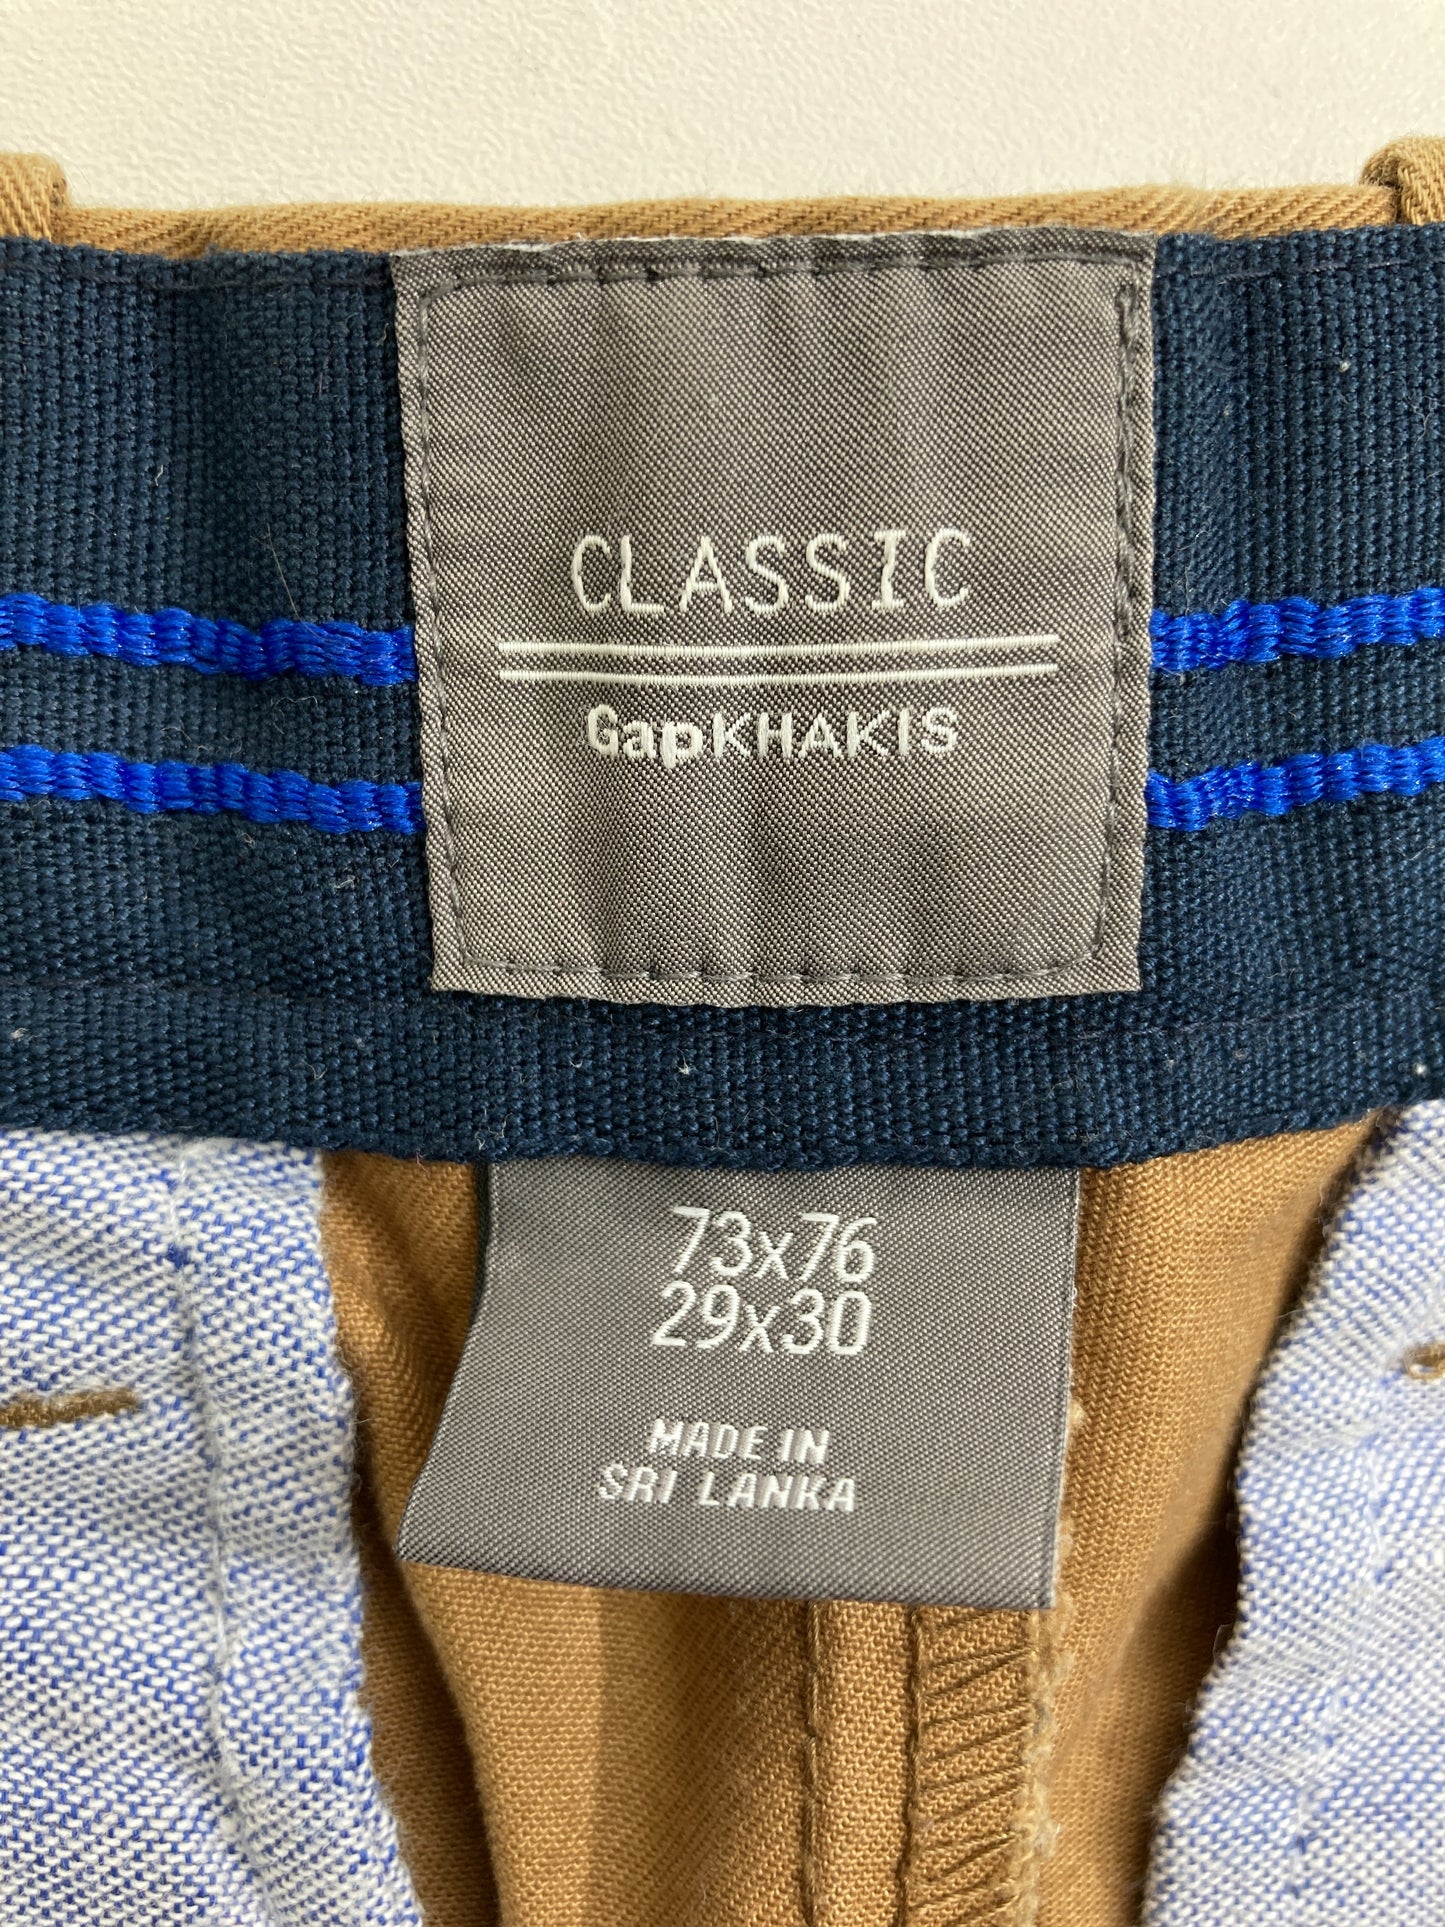 CLASSIC
GapKHAKIS
73x76
29x30
MADE IN
SRI LANKA